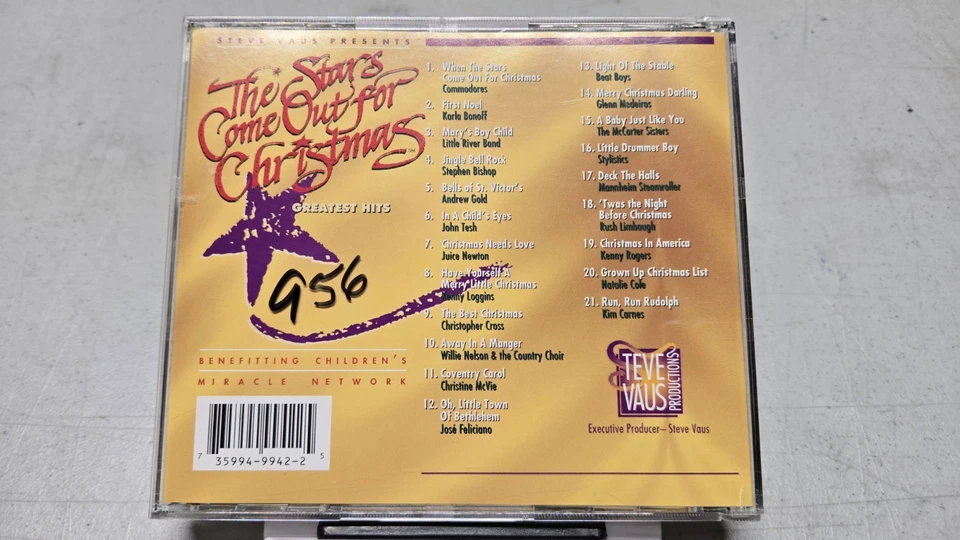 STEVE VAUS PRESENTS
The Stars
Come Out for
Christmas
SM
GREATEST HITS
956
BENEFITTING CHILDREN'S
MIRACLE NETWORK
7 35994-9942-2 5
1. When The Stars
Come Out For Christmas
Commodores
2. First Noel
Karla Bonoff
3. Mary's Boy Child
Little River Band
4. Jingle Bell Rock
Stephen Bishop
5. Bells of St. Victor's
Andrew Gold
6. In A Child's Eyes
John Tesh
7. Christmas Needs Love
Juice Newton
8. Have Yourself A
Merry Little Christmas
Kenny Loggins
9. The Best Christmas
Christopher Cross
10. Away In A Manger
Willie Nelson & the Country Choir
11. Coventry Carol
Christine McVie
12. Oh, Little Town
Of Bethlehem
José Feliciano
13. Light Of The Stable
Beat Boys
14. Merry Christmas Darling
Glenn Medeiros
15. A Baby Just Like You
The McCarter Sisters
16. Little Drummer Boy
Stylistics
17. Deck The Halls
Mannheim Steamroller
18. 'Twas the Night
Before Christmas
Rush Limbaugh
19. Christmas In America
Kenny Rogers
20. Grown Up Christmas List
Natalie Cole
21. Run, Run Rudolph
Kim Carnes
STEVE
VAUS
PRODUCTIONS
Executive Producer–Steve Vaus